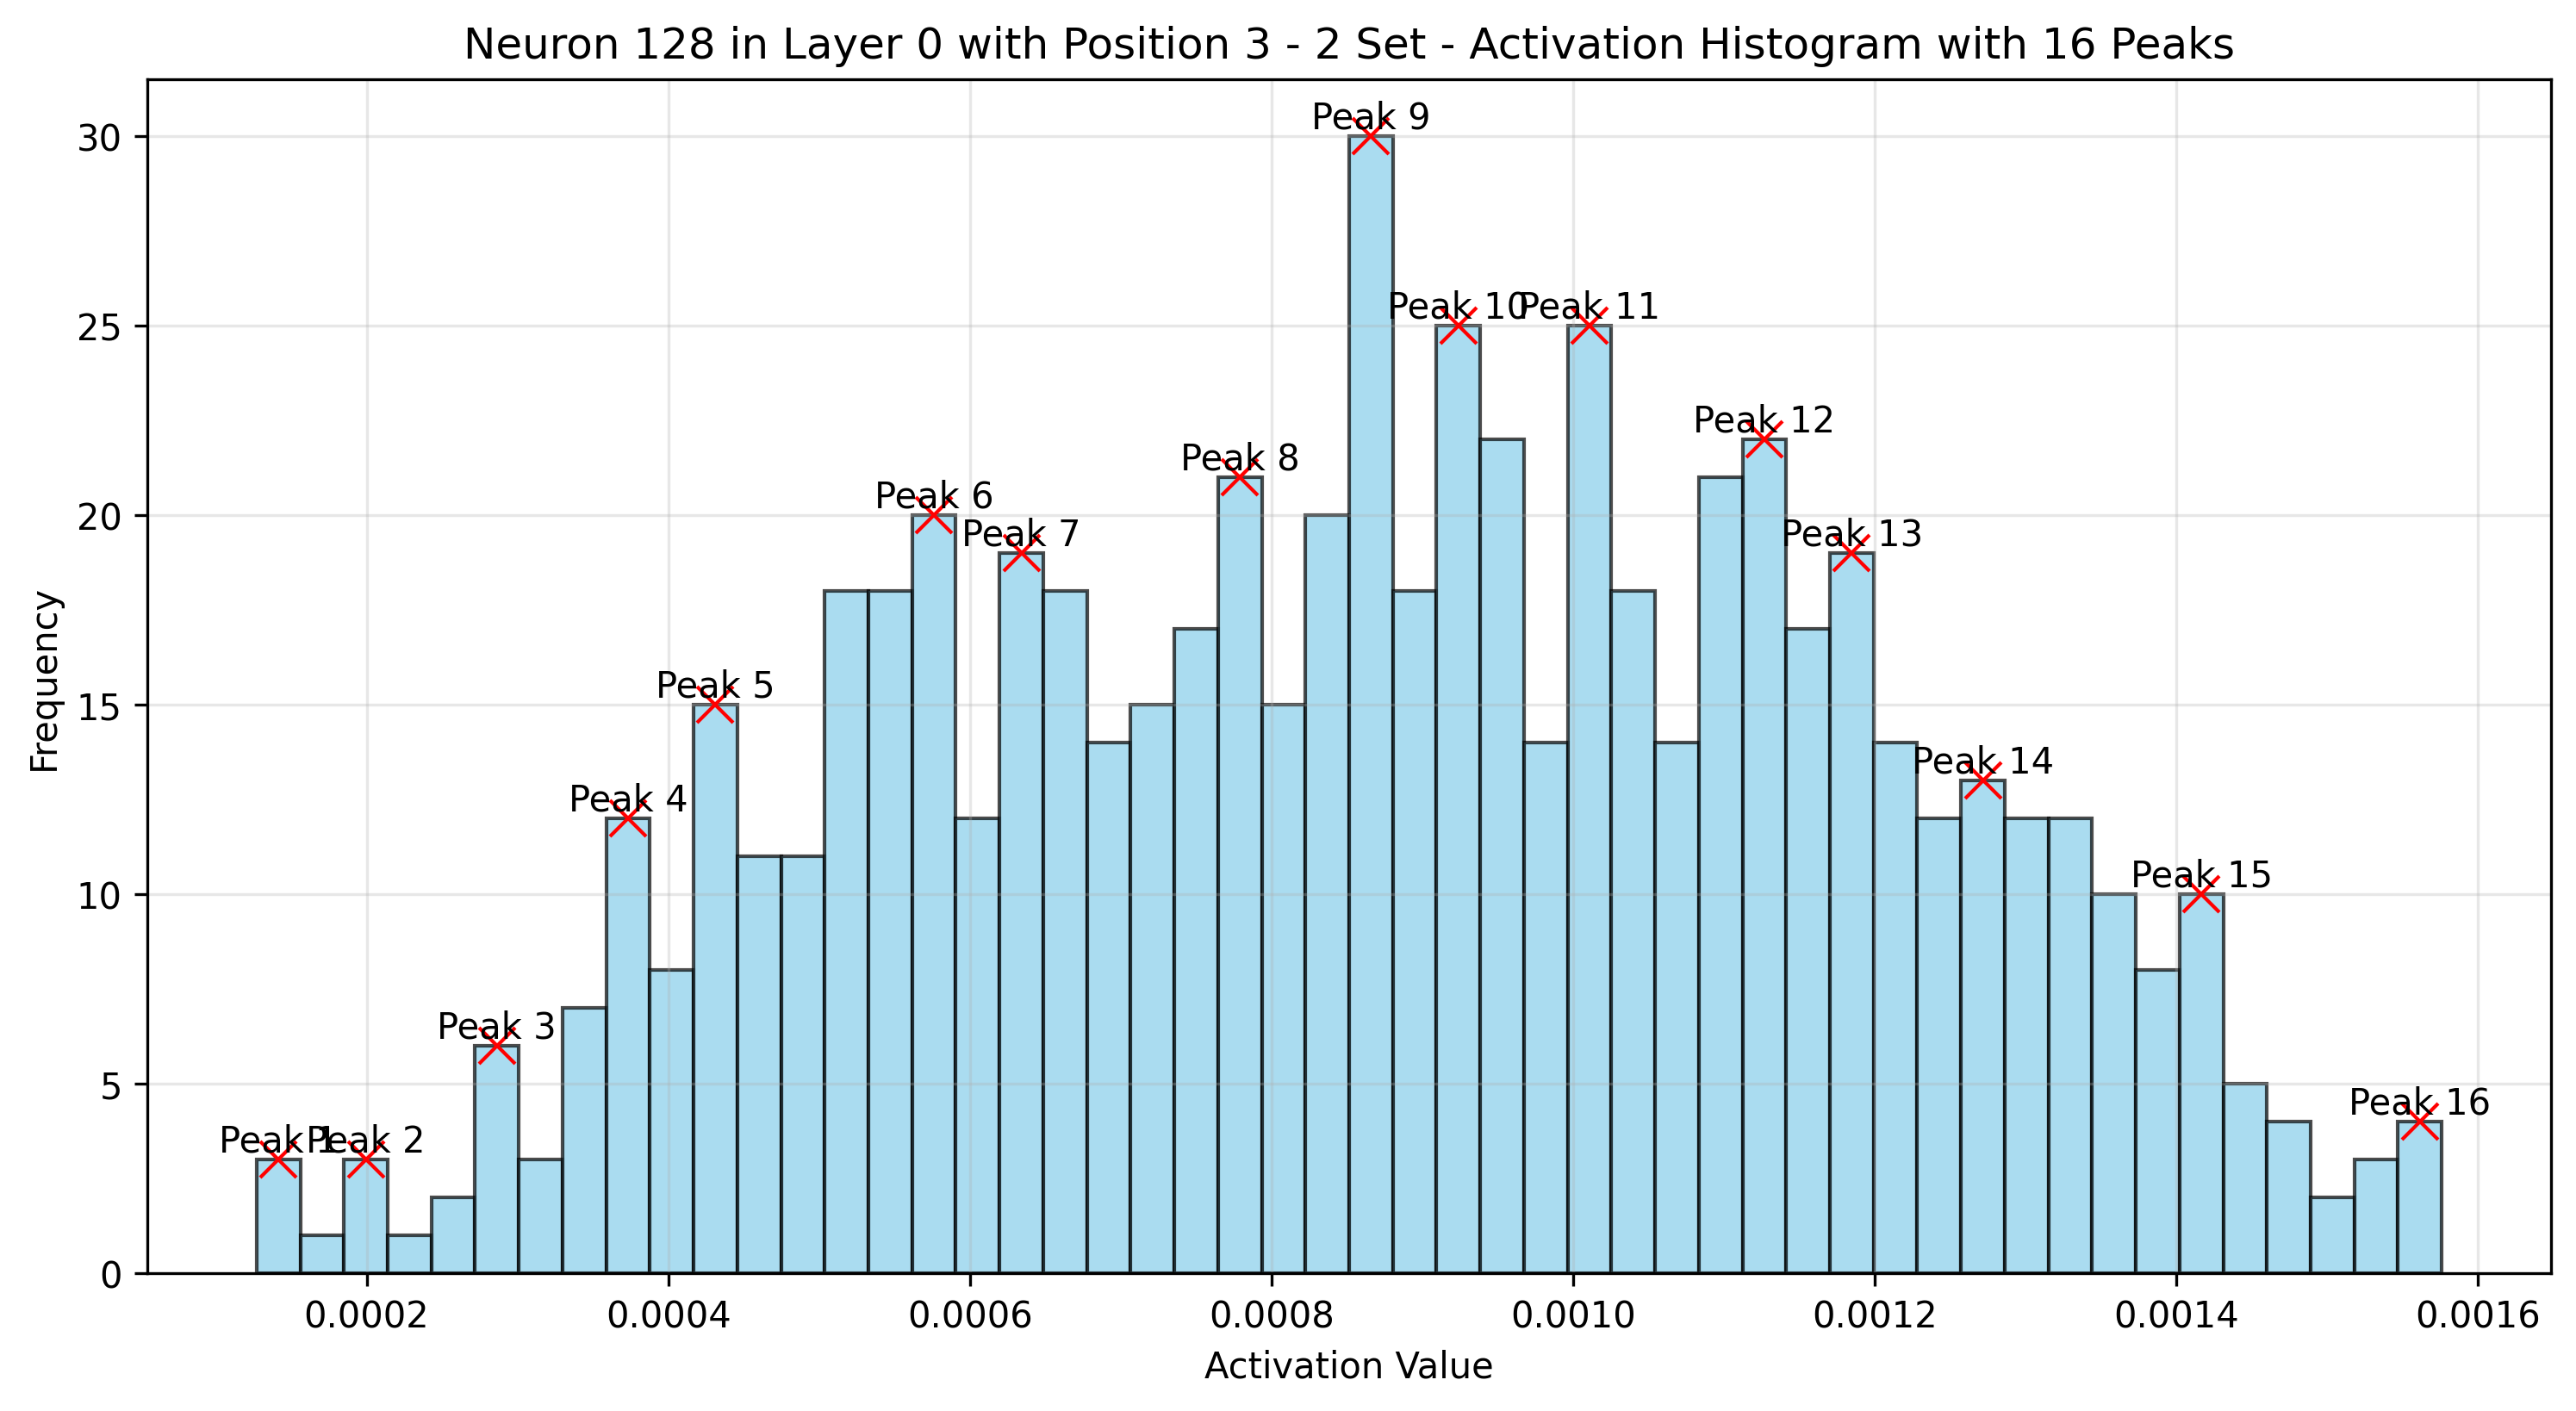 Neuron 128 in Layer 0 with Position 3 - 2 Set - Activation Histogram with 16 Peaks
30
25
20
15
10
5
0
Frequency
Peak 1
Peak 2
Peak 3
Peak 4
Peak 5
Peak 6
Peak 7
Peak 8
Peak 9
Peak 10
Peak 11
Peak 12
Peak 13
Peak 14
Peak 15
Peak 16
0.0002 0.0004 0.0006 0.0008 0.0010 0.0012 0.0014 0.0016
Activation Value